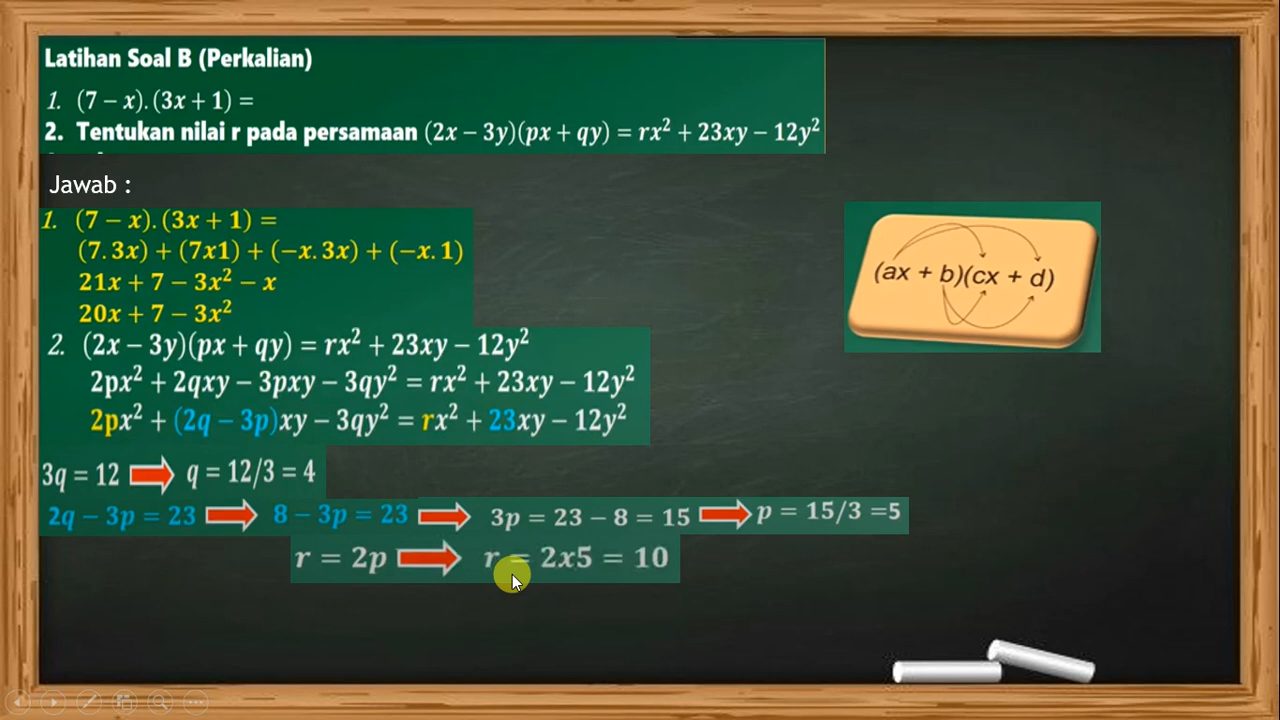 Latihan Soal B (Perkalian)
1. (7 − x).(3x + 1) =
2. Tentukan nilai r pada persamaan (2x − 3y)(px + qy) = rx² + 23xy − 12y²
Jawab :
1. (7 − x).(3x + 1) =
(7.3x) + (7x1) + (−x.3x) + (−x.1)
21x + 7 − 3x² − x
20x + 7 − 3x²
(ax + b)(cx + d)
2. (2x − 3y)(px + qy) = rx² + 23xy − 12y²
2px² + 2qxy − 3pxy − 3qy² = rx² + 23xy − 12y²
2px² + (2q − 3p)xy − 3qy² = rx² + 23xy − 12y²
3q = 12 q = 12/3 = 4
2q − 3p = 23 8 − 3p = 23 3p = 23 − 8 = 15 p = 15/3 =5
r = 2p r = 2x5 = 10